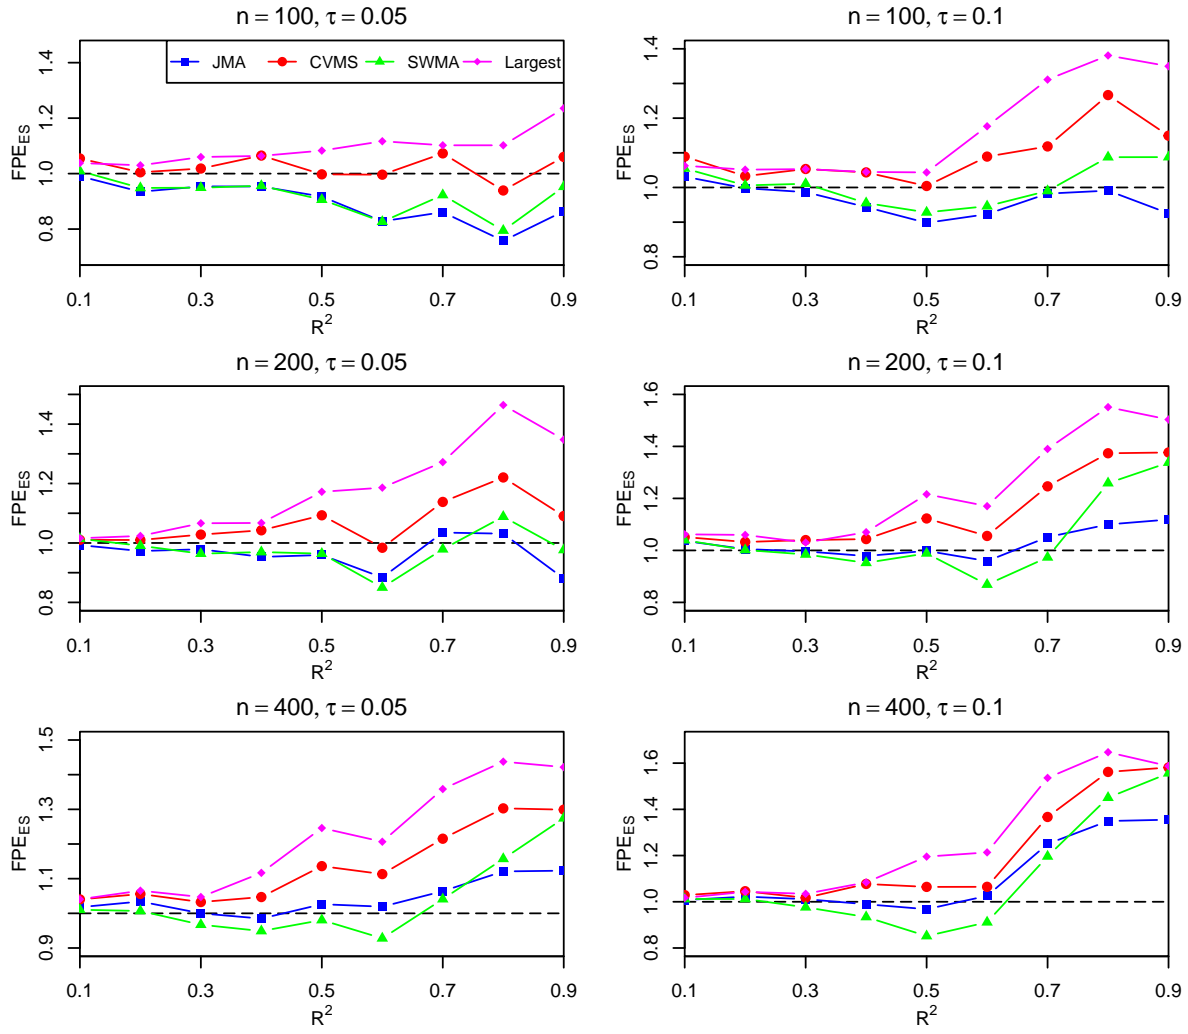 n = 100, τ = 0.05
FPE_ES
1.4
1.2
1.0
0.8
JMA CVMS SWMA Largest
0.1 0.3 0.5 0.7 0.9
R²
n = 100, τ = 0.1
FPE_ES
1.4
1.2
1.0
0.8
0.1 0.3 0.5 0.7 0.9
R²
n = 200, τ = 0.05
FPE_ES
1.4
1.2
1.0
0.8
0.1 0.3 0.5 0.7 0.9
R²
n = 200, τ = 0.1
FPE_ES
1.6
1.4
1.2
1.0
0.8
0.1 0.3 0.5 0.7 0.9
R²
n = 400, τ = 0.05
FPE_ES
1.5
1.3
1.1
0.9
0.1 0.3 0.5 0.7 0.9
R²
n = 400, τ = 0.1
FPE_ES
1.6
1.4
1.2
1.0
0.8
0.1 0.3 0.5 0.7 0.9
R²